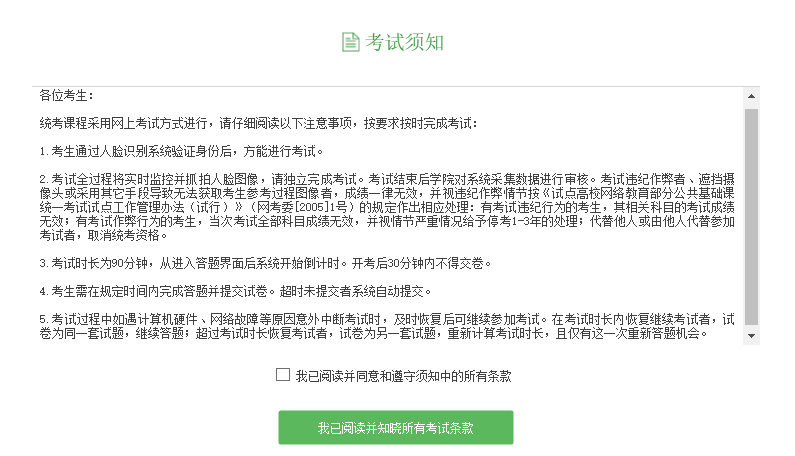 考试须知
各位考生:
统考课程采用网上考试方式进行，请仔细阅读以下注意事项，按要求按时完成考试:
1.考生通过人脸识别系统验证身份后，方能进行考试。
2.考试全过程将实时监控并抓拍人脸图像，请独立完成考试。考试结束后学院对系统采集数据进行审核。考试违纪作弊者、遮挡摄
像头或采用其它手段导致无法获取考生参考过程图像者，成绩一律无效，并视违纪作弊情节按《试点高校网络教育部分公共基础课
统一考试试点工作管理办法（试行）》（网考委[2005]1号）的规定作出相应处理：有考试违纪行为的考生，其相关科目的考试成绩
无效；有考试作弊行为的考生，当次考试全部科目成绩无效，并视情节严重情况给予停考1-3年的处理；代替他人或由他人代替参加
考试者，取消统考资格。
3.考试时长为90分钟，从进入答题界面后系统开始倒计时。开考后30分钟内不得交卷。
4.考生需在规定时间内完成答题并提交试卷。超时未提交者系统自动提交。
5.考试过程中如遇计算机硬件、网络故障等原因意外中断考试时，及时恢复后可继续参加考试。在考试时长内恢复继续考试者，试
卷为同一套试题，继续答题；超过考试时长恢复考试者，试卷为另一套试题，重新计算考试时长，且仅有这一次重新答题机会。
我已阅读并同意和遵守须知中的所有条款
我已阅读并知晓所有考试条款